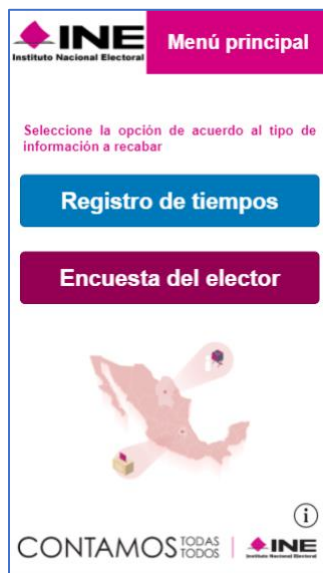 INE
Instituto Nacional Electoral
Menú principal
Seleccione la opción de acuerdo al tipo de
información a recabar
Registro de tiempos
Encuesta del elector
i
CONTAMOS TODAS
TODOS
INE
Instituto Nacional Electoral